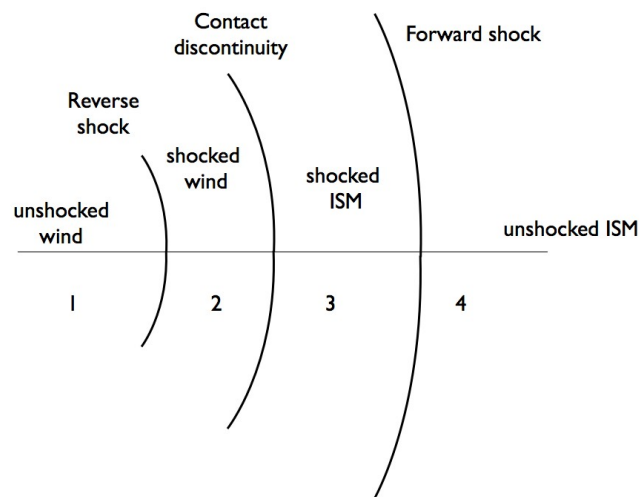 Contact
discontinuity
Forward shock
Reverse
shock
shocked
wind
shocked
ISM
unshocked
wind
unshocked ISM
1
2
3
4